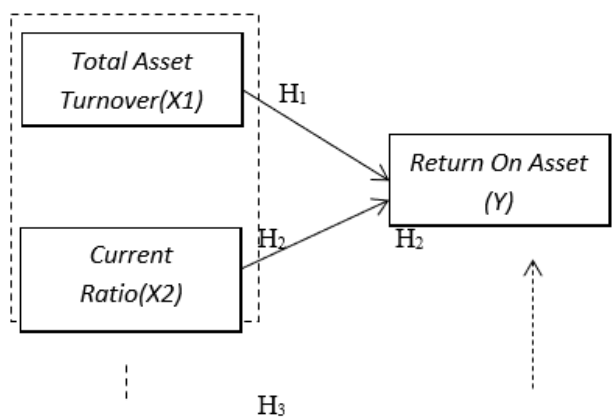 Total Asset
Turnover(X1)
H₁
Return On Asset
(Y)
H₂
H₂
Current
Ratio(X2)
H₃